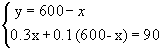 y = 600 − x
0.3x + 0.1 (600- x) = 90